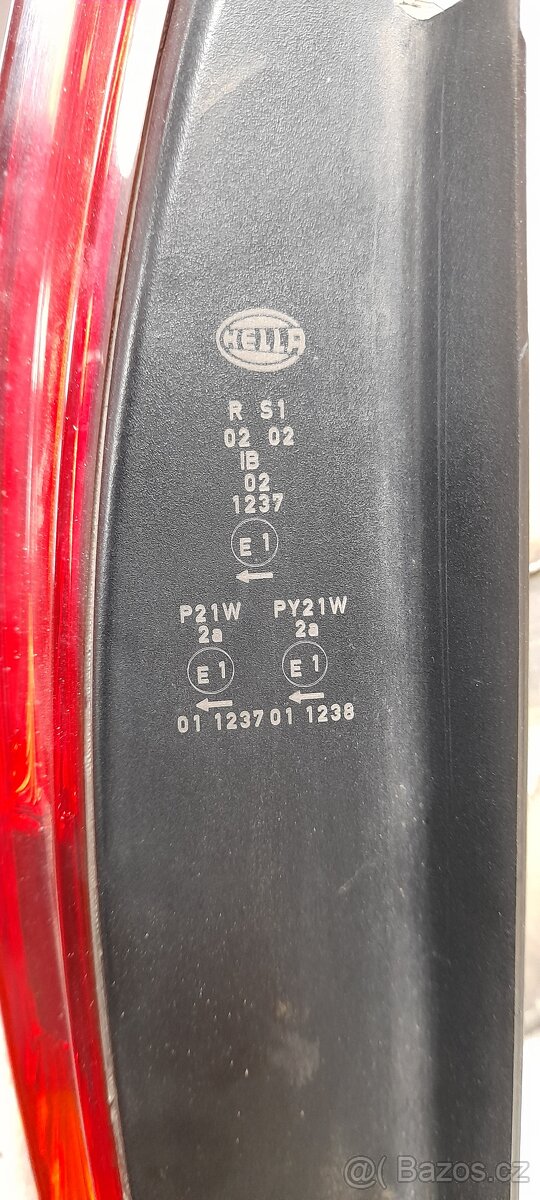 HELLA
R S1
02 02
IB
02
1237
E 1
←
P21W PY21W
2a 2a
E 1 E 1
← ←
01 1237 01 1238
Bazos.cz